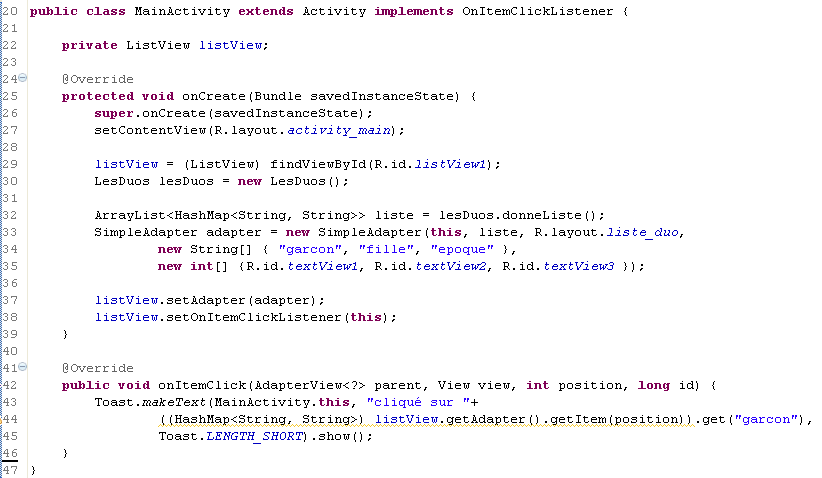 20 public class MainActivity extends Activity implements OnItemClickListener {
21
22     private ListView listView;
23
24     @Override
25     protected void onCreate(Bundle savedInstanceState) {
26         super.onCreate(savedInstanceState);
27         setContentView(R.layout.activity_main);
28
29         listView = (ListView) findViewById(R.id.listView1);
30         LesDuos lesDuos = new LesDuos();
31
32         ArrayList<HashMap<String, String>> liste = lesDuos.donneListe();
33         SimpleAdapter adapter = new SimpleAdapter(this, liste, R.layout.liste_duo,
34                 new String[] { "garcon", "fille", "epoque" },
35                 new int[] {R.id.textView1, R.id.textView2, R.id.textView3 });
36
37         listView.setAdapter(adapter);
38         listView.setOnItemClickListener(this);
39     }
40
41     @Override
42     public void onItemClick(AdapterView<?> parent, View view, int position, long id) {
43         Toast.makeText(MainActivity.this, "cliqué sur "+
44                 ((HashMap<String, String>) listView.getAdapter().getItem(position)).get("garcon"),
45                 Toast.LENGTH_SHORT).show();
46     }
47 }